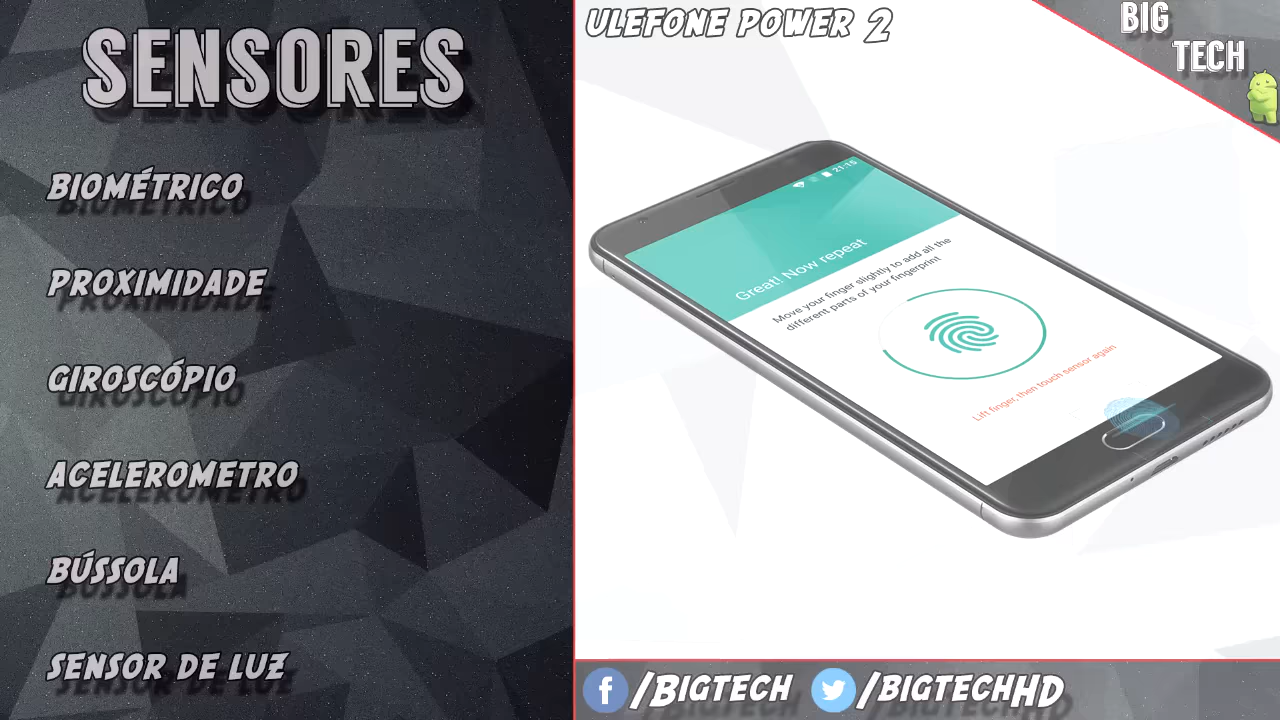 SENSORES
BIOMÉTRICO
PROXIMIDADE
GIROSCÓPIO
ACELEROMETRO
BÚSSOLA
SENSOR DE LUZ
ULEFONE POWER 2
BIG
TECH
21:15
Great! Now repeat
Move your finger slightly to add all the
different parts of your fingerprint
Lift finger, then touch sensor again
f /BIGTECH
/BIGTECHHD